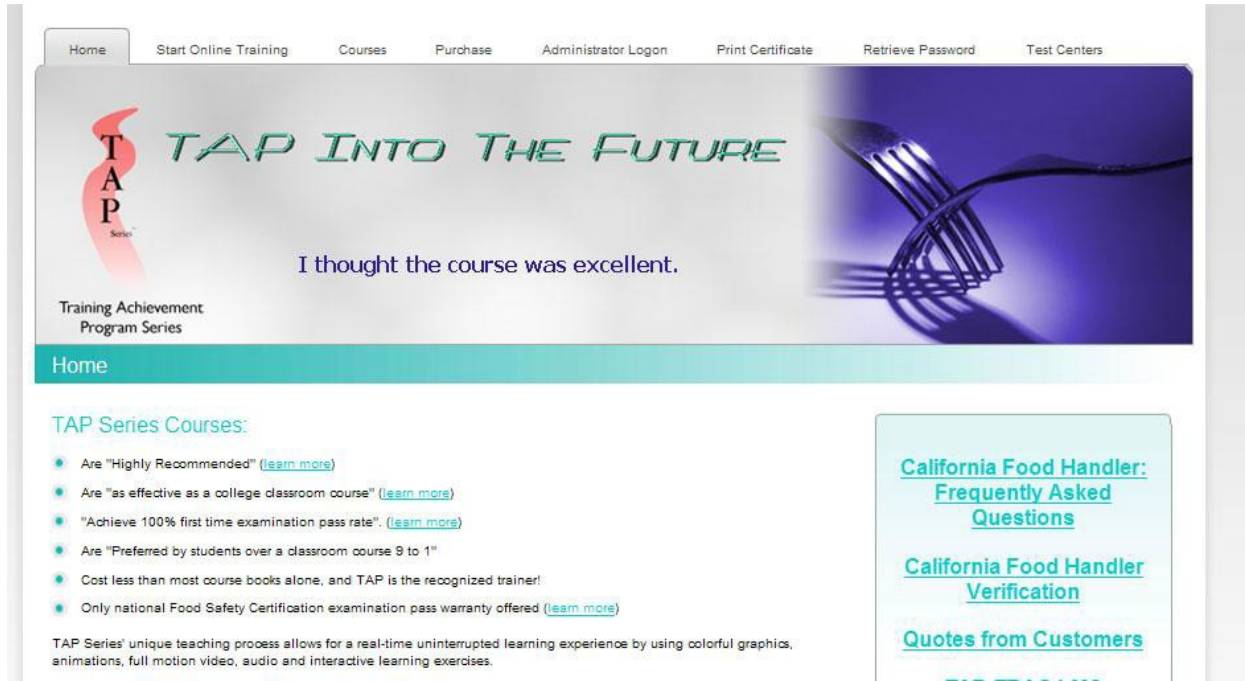 Home Start Online Training Courses Purchase Administrator Logon Print Certificate Retrieve Password Test Centers
TAP Into The Future
T
A
P
Series™
I thought the course was excellent.
Training Achievement
Program Series
Home
TAP Series Courses:
Are "Highly Recommended" (learn more)
Are "as effective as a college classroom course" (learn more)
"Achieve 100% first time examination pass rate". (learn more)
Are "Preferred by students over a classroom course 9 to 1"
Cost less than most course books alone, and TAP is the recognized trainer!
Only national Food Safety Certification examination pass warranty offered (learn more)
TAP Series' unique teaching process allows for a real-time uninterrupted learning experience by using colorful graphics,
animations, full motion video, audio and interactive learning exercises.
California Food Handler:
Frequently Asked
Questions
California Food Handler
Verification
Quotes from Customers